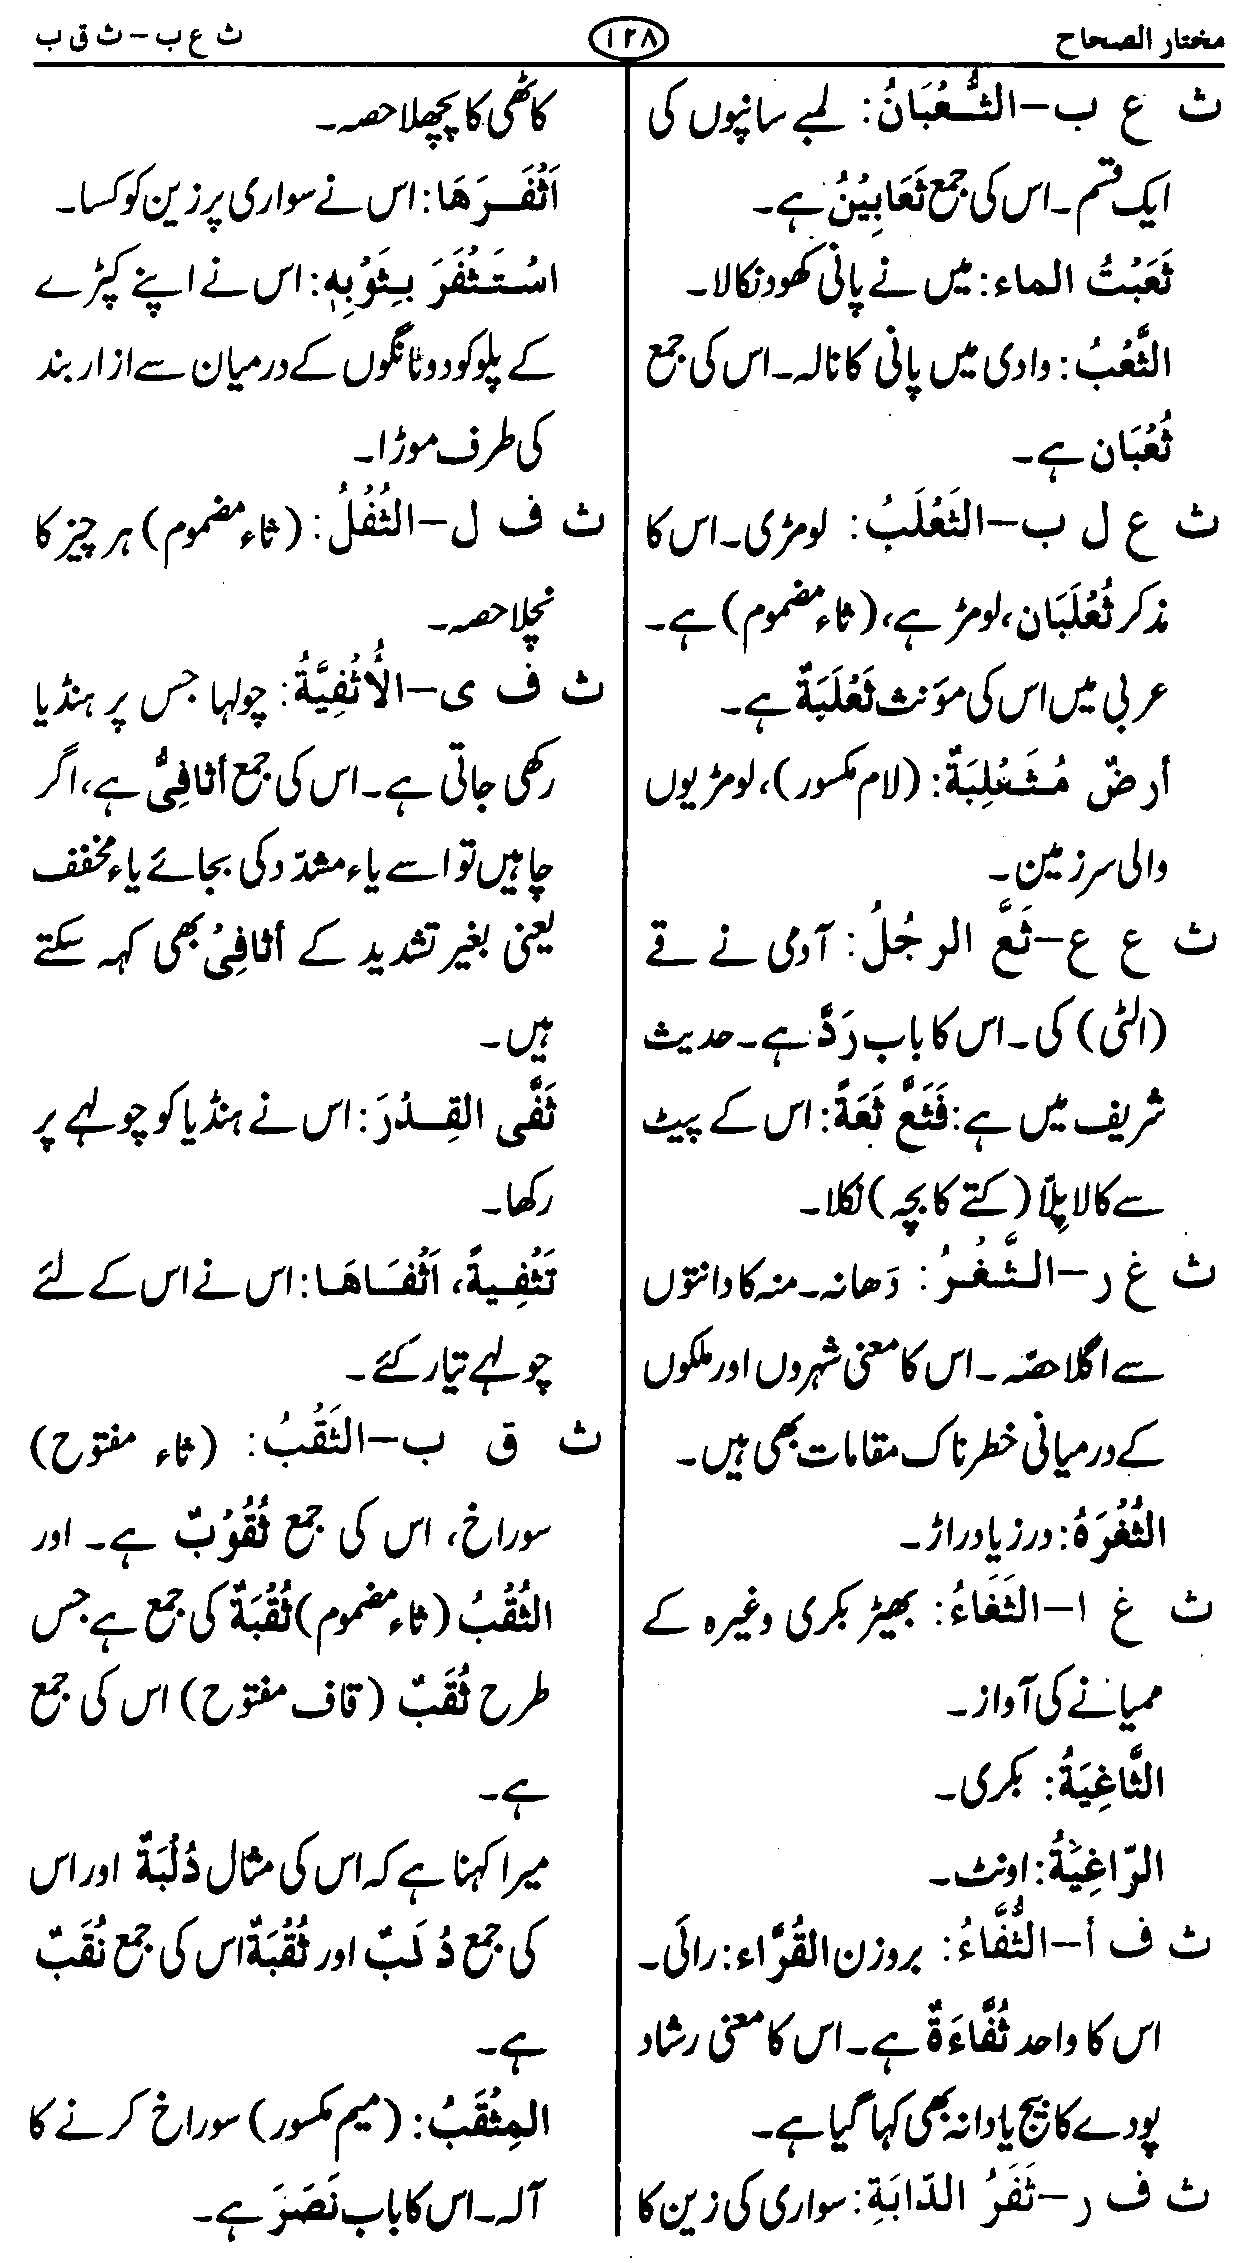 مختار الصحاح
۱۲۸
ث ع ب – ث ق ب
ث ع ب–الثُّعْبَانُ: لمبے سانپوں کی
ایک قسم۔ اس کی جمع ثَعَابِيْنُ ہے۔
ثَعَبْتُ الماء: میں نے پانی کھود نکالا۔
الثَّعْبُ: وادی میں پانی کا نالہ۔ اس کی جمع
ثُعْبَان ہے۔
ث ع ل ب–الثَعْلَبُ: لومڑی۔ اس کا
مذکر ثُعْلَبَان، لومڑ ہے، (ثاء مضموم) ہے۔
عربی میں اس کی مونث ثَعْلَبَةٌ ہے۔
أرضٌ مُثَعْلِبَةٌ: (لام مکسور)، لومڑیوں
والی سرزمین۔
ث ع ع–ثَعَّ الرجُلُ: آدمی نے قے
(الٹی) کی۔ اس کا باب رَدَّ ہے۔ حدیث
شریف میں ہے: فَثَعَّ ثَعَةً: اس کے پیٹ
سے کالا پِلّا (کتے کا بچہ) نکلا۔
ث غ ر–الثَّغْرُ: دَھانہ۔ منہ کا دانتوں
سے اگلا حصّہ۔ اس کا معنی شہروں اور ملکوں
کے درمیانی خطرناک مقامات بھی ہیں۔
الثُغْرَةُ: درز یا دراڑ۔
ث غ ا–الثَغَاءُ: بھیڑ بکری وغیرہ کے
ممیانے کی آواز۔
الثَّاغِيَةُ: بکری۔
الرّاغِيَةُ: اونٹ۔
ث ف أ–الثُّفَّاءُ: بروزن القُرَّاء: رائی۔
اس کا واحد ثُفَّاءَةٌ ہے۔ اس کا معنی رشاد
پودے کا بیج یا دانہ بھی کہا گیا ہے۔
ث ف ر–ثَفَرُ الدّابَةِ: سواری کی زین کا
کاٹھی کا پچھلا حصہ۔
اَثْفَرَهَا: اس نے سواری پر زین کو کسا۔
اسْتَثْفَرَ بِثَوْبِهٖ: اس نے اپنے کپڑے
کے پلو کو دو ٹانگوں کے درمیان سے ازار بند
کی طرف موڑا۔
ث ف ل–الثُفْلُ: (ثاء مضموم) ہر چیز کا
نچلا حصہ۔
ث ف ی–الأُثْفِيَّةُ: چولہا جس پر ہنڈیا
رکھی جاتی ہے۔ اس کی جمع أثافِيُّ ہے، اگر
چاہیں تو اسے یاء مشدّد کی بجائے یاء مخفف
یعنی بغیر تشدید کے أثافِيْ بھی کہہ سکتے
ہیں۔
ثَفَّى القِدْرَ: اس نے ہنڈیا کو چولہے پر
رکھا۔
تَثْفِيةً، اَثْفَاهَا: اس نے اس کے لئے
چولہے تیار کئے۔
ث ق ب–الثَقْبُ: (ثاء مفتوح)
سوراخ، اس کی جمع ثُقُوْبٌ ہے۔ اور
الثُقْبُ (ثاء مضموم) ثُقْبَةٌ کی جمع ہے جس
طرح ثُقَبٌ (قاف مفتوح) اس کی جمع
ہے۔
میرا کہنا ہے کہ اس کی مثال دُلْبَةٌ اور اس
کی جمع دُلَبٌ اور ثُقْبَةٌ اس کی جمع نُقَبٌ
ہے۔
المِثْقَبُ: (میم مکسور) سوراخ کرنے کا
آلہ۔ اس کا باب نَصَرَ ہے۔